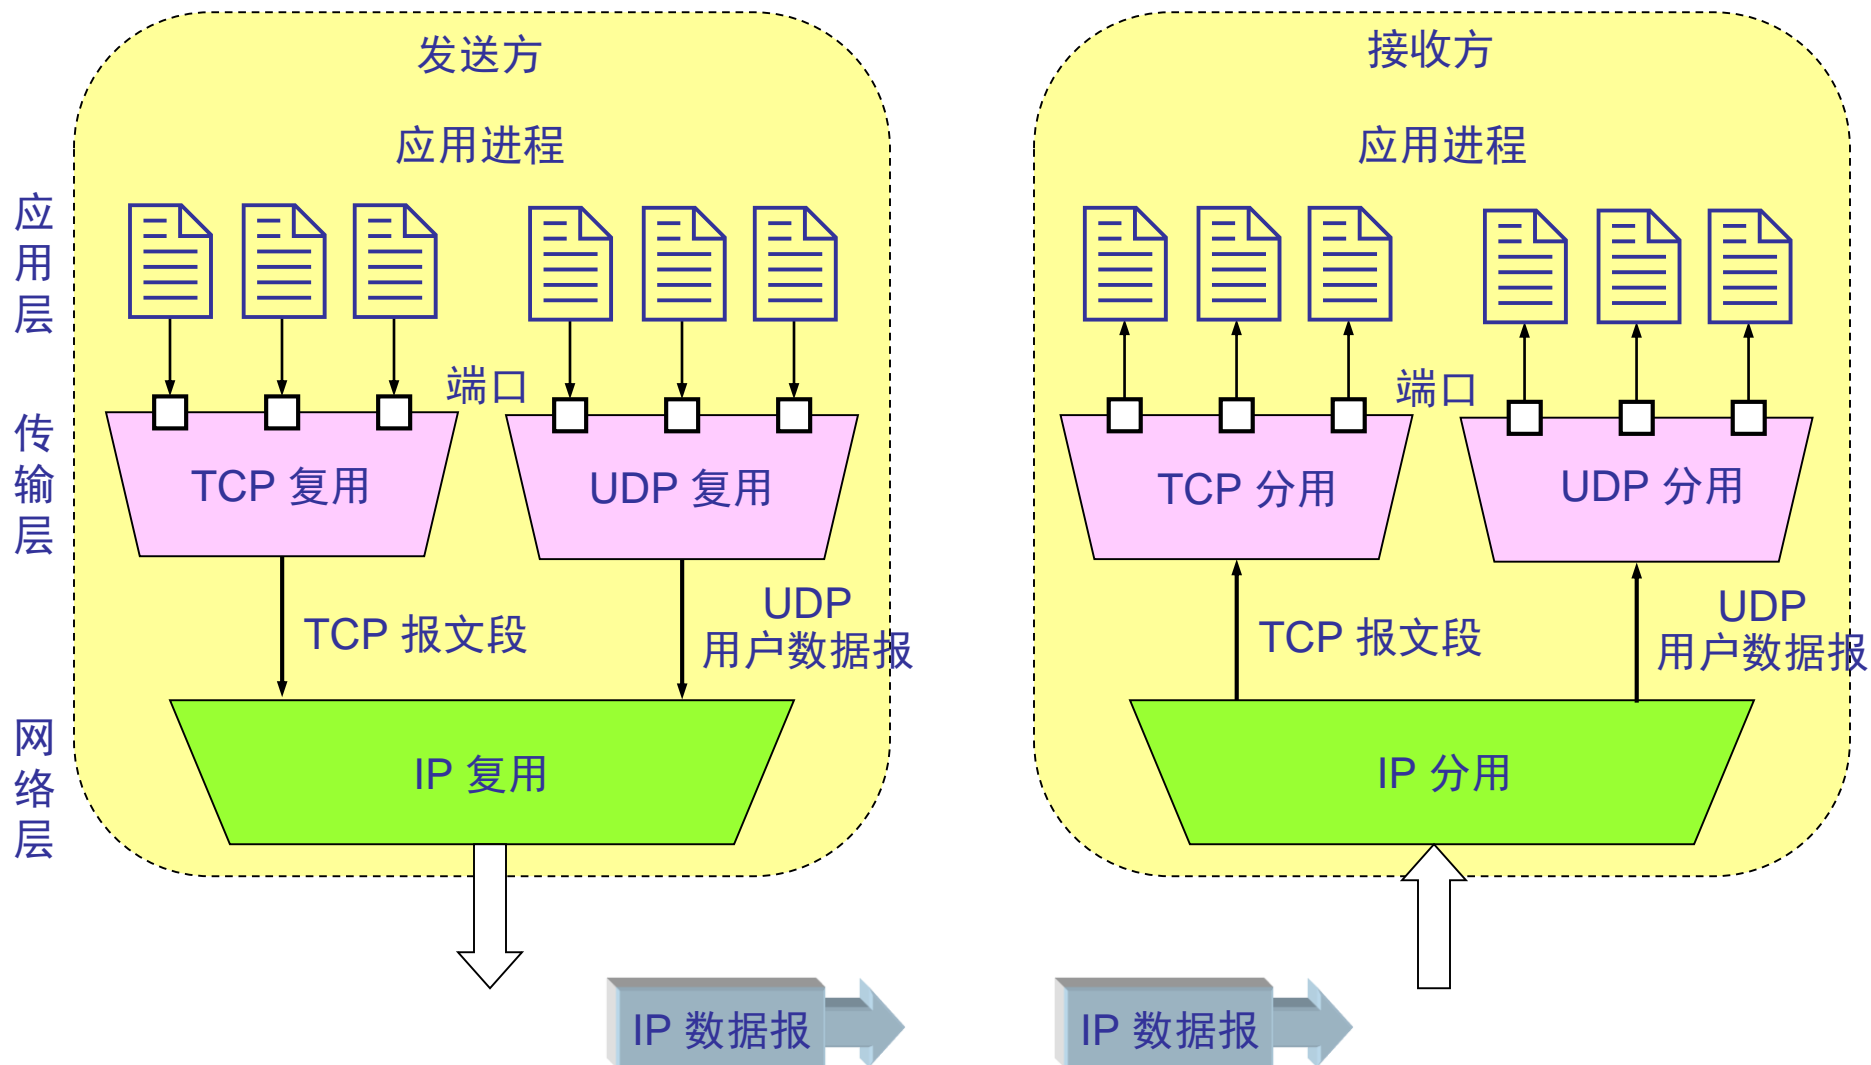 发送方
应用进程
应用层
端口
传输层
TCP 复用
UDP 复用
TCP 报文段
UDP
用户数据报
网络层
IP 复用
IP 数据报
接收方
应用进程
端口
TCP 分用
UDP 分用
TCP 报文段
UDP
用户数据报
IP 分用
IP 数据报